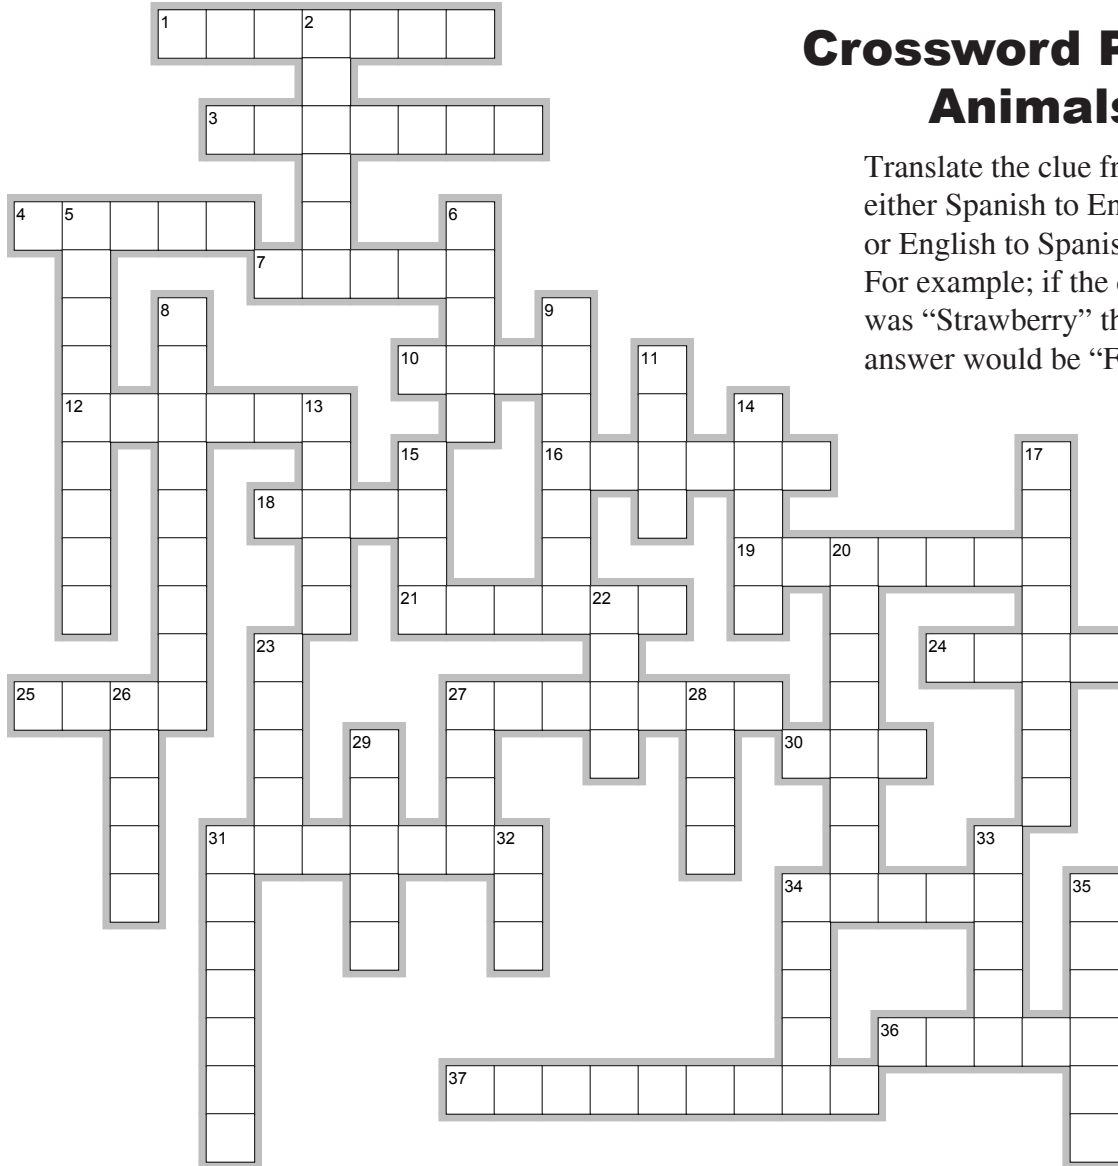 Crossword P
Animals
Translate the clue fr
either Spanish to En
or English to Spanis
For example; if the
was “Strawberry” th
answer would be “F
1 2
3
4 5 6
7
8 9
10 11
12 13 14
15 16 17
18
19 20
21 22
23 24
25 26 27 28
29 30
31 32 33
34 35
36
37